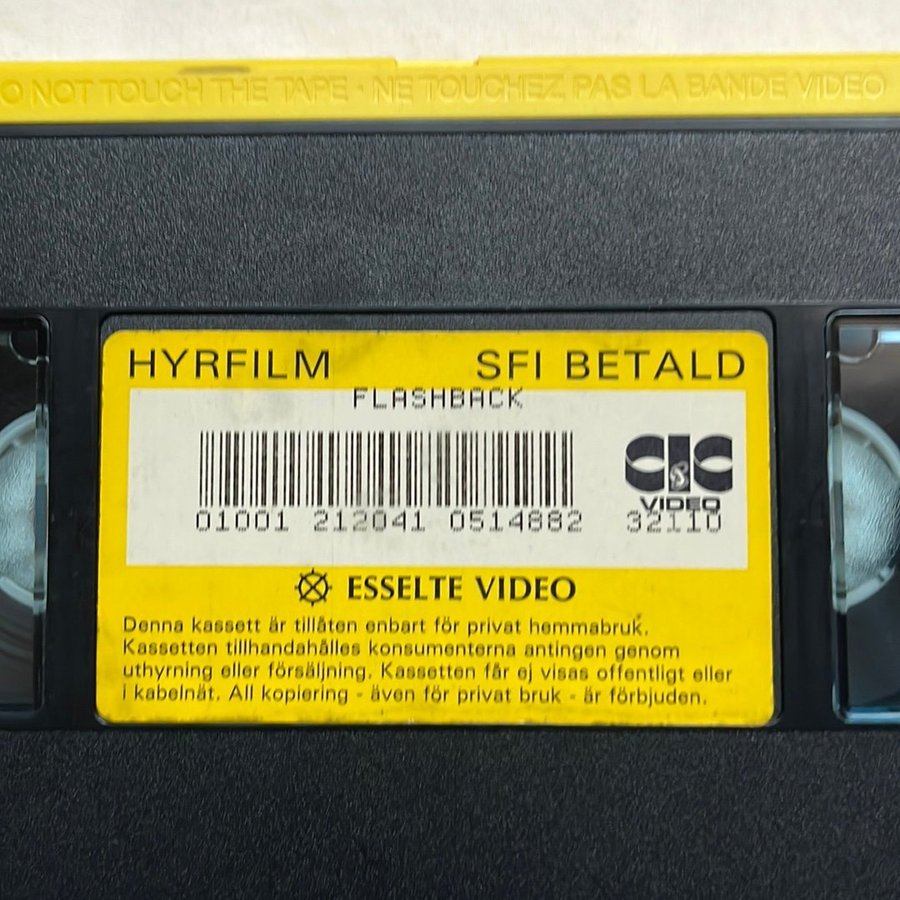 O NOT TOUCH THE TAPE · NE TOUCHEZ PAS LA BANDE VIDEO
HYRFILM SFI BETALD
FLASHBACK
CIC
VIDEO
01001 212041 0514882 32110
ESSELTE VIDEO
Denna kassett är tillåten enbart för privat hemmabruk.
Kassetten tillhandahålles konsumenterna antingen genom
uthyrning eller försäljning. Kassetten får ej visas offentligt eller
i kabelnät. All kopiering - även för privat bruk - är förbjuden.